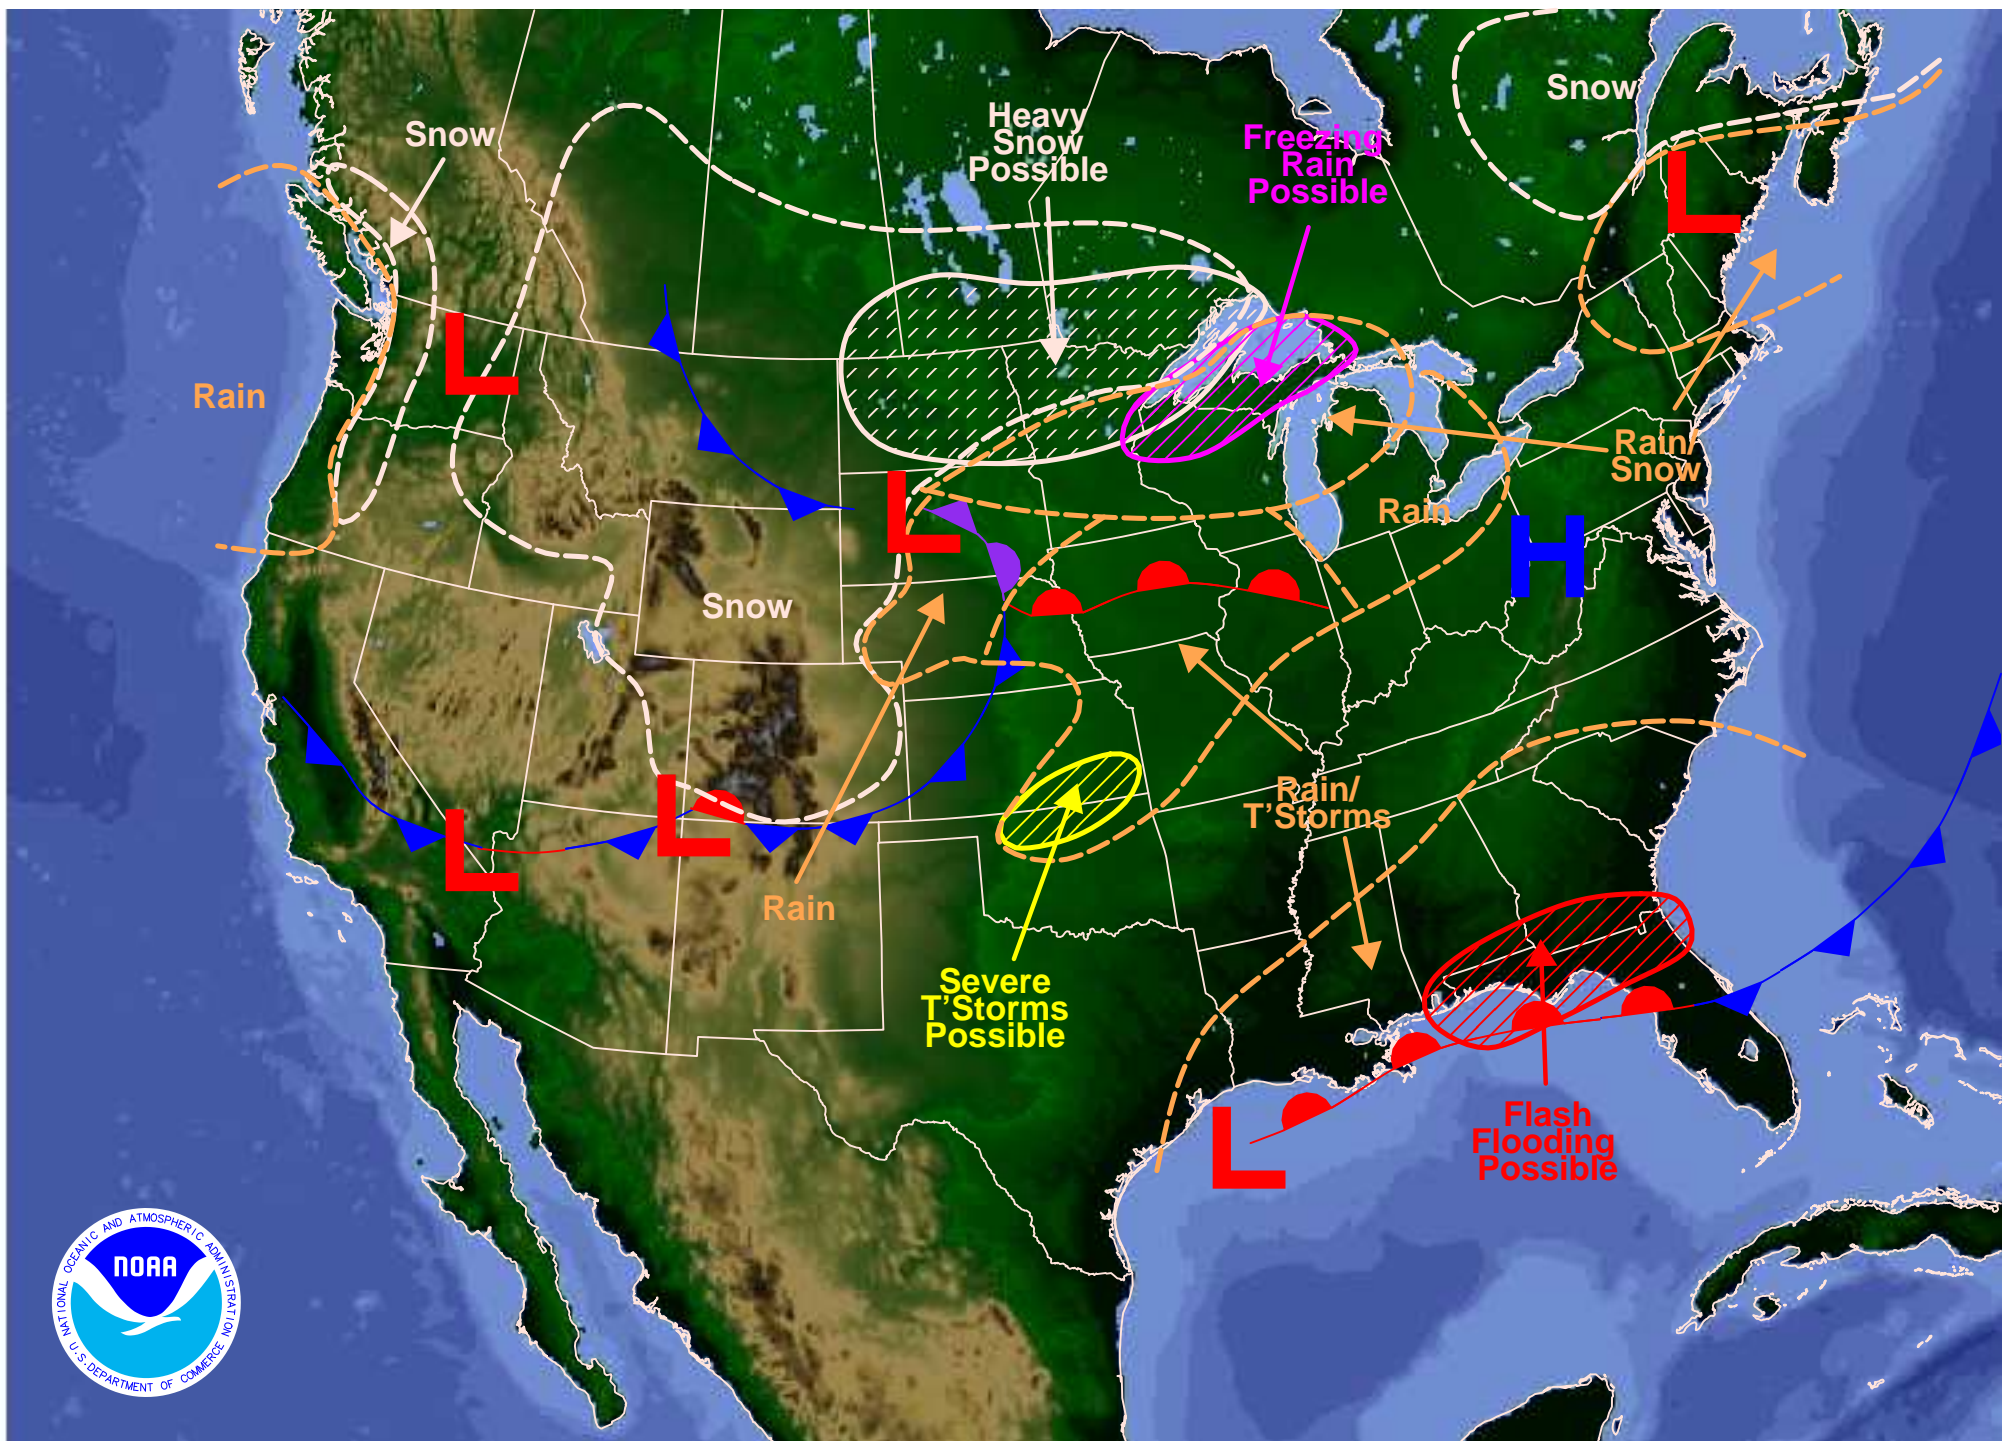 Snow
Heavy
Snow
Possible
Freezing
Rain
Possible
Snow
L
L
Rain
Rain/
Snow
L
Rain
H
Snow
Rain/
T'Storms
L
L
Rain
Severe
T'Storms
Possible
L
Flash
Flooding
Possible
NATIONAL OCEANIC AND ATMOSPHERIC ADMINISTRATION
NOAA
U.S. DEPARTMENT OF COMMERCE